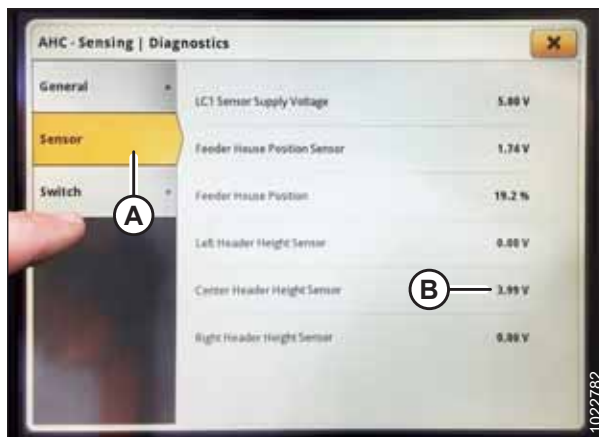 AHC - Sensing | Diagnostics
General
Sensor
Switch
A
LC1 Sensor Supply Voltage 5.00 V
Feeder House Position Sensor 1.74 V
Feeder House Position 19.2 %
Left Header Height Sensor 0.00 V
Center Header Height Sensor B 3.99 V
Right Header Height Sensor 0.00 V
1022782